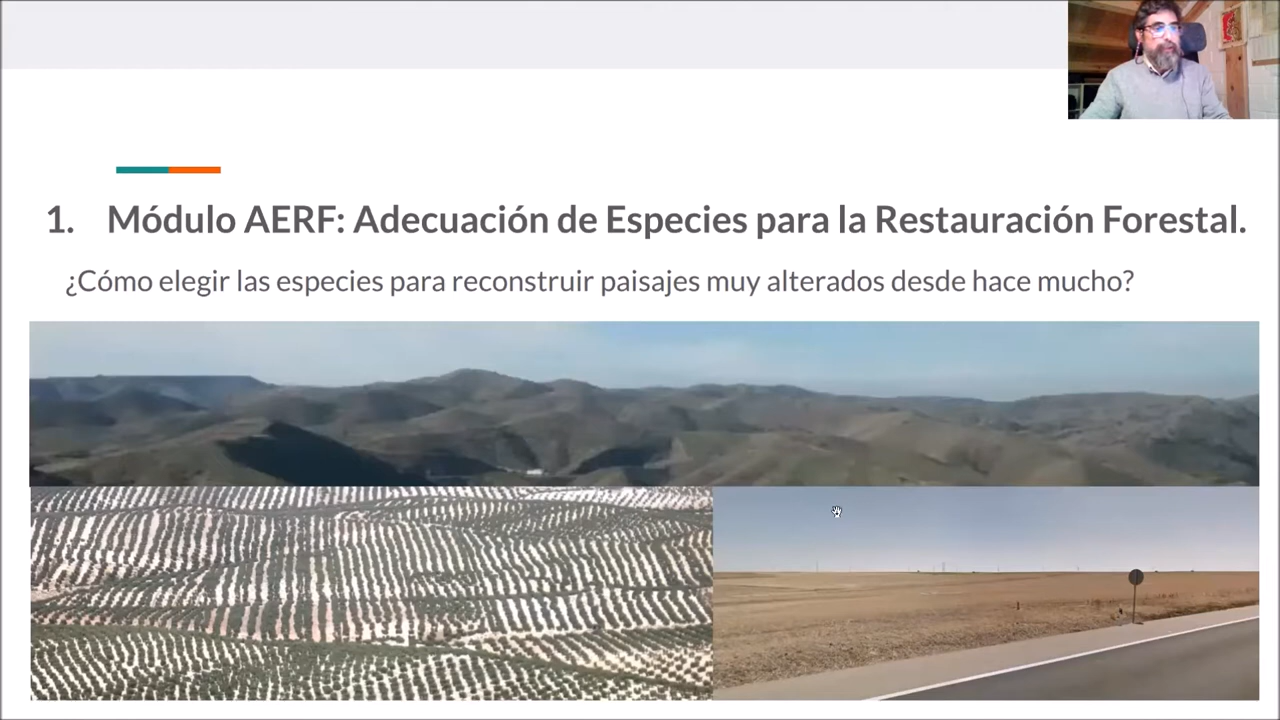 1. Módulo AERF: Adecuación de Especies para la Restauración Forestal.
¿Cómo elegir las especies para reconstruir paisajes muy alterados desde hace mucho?